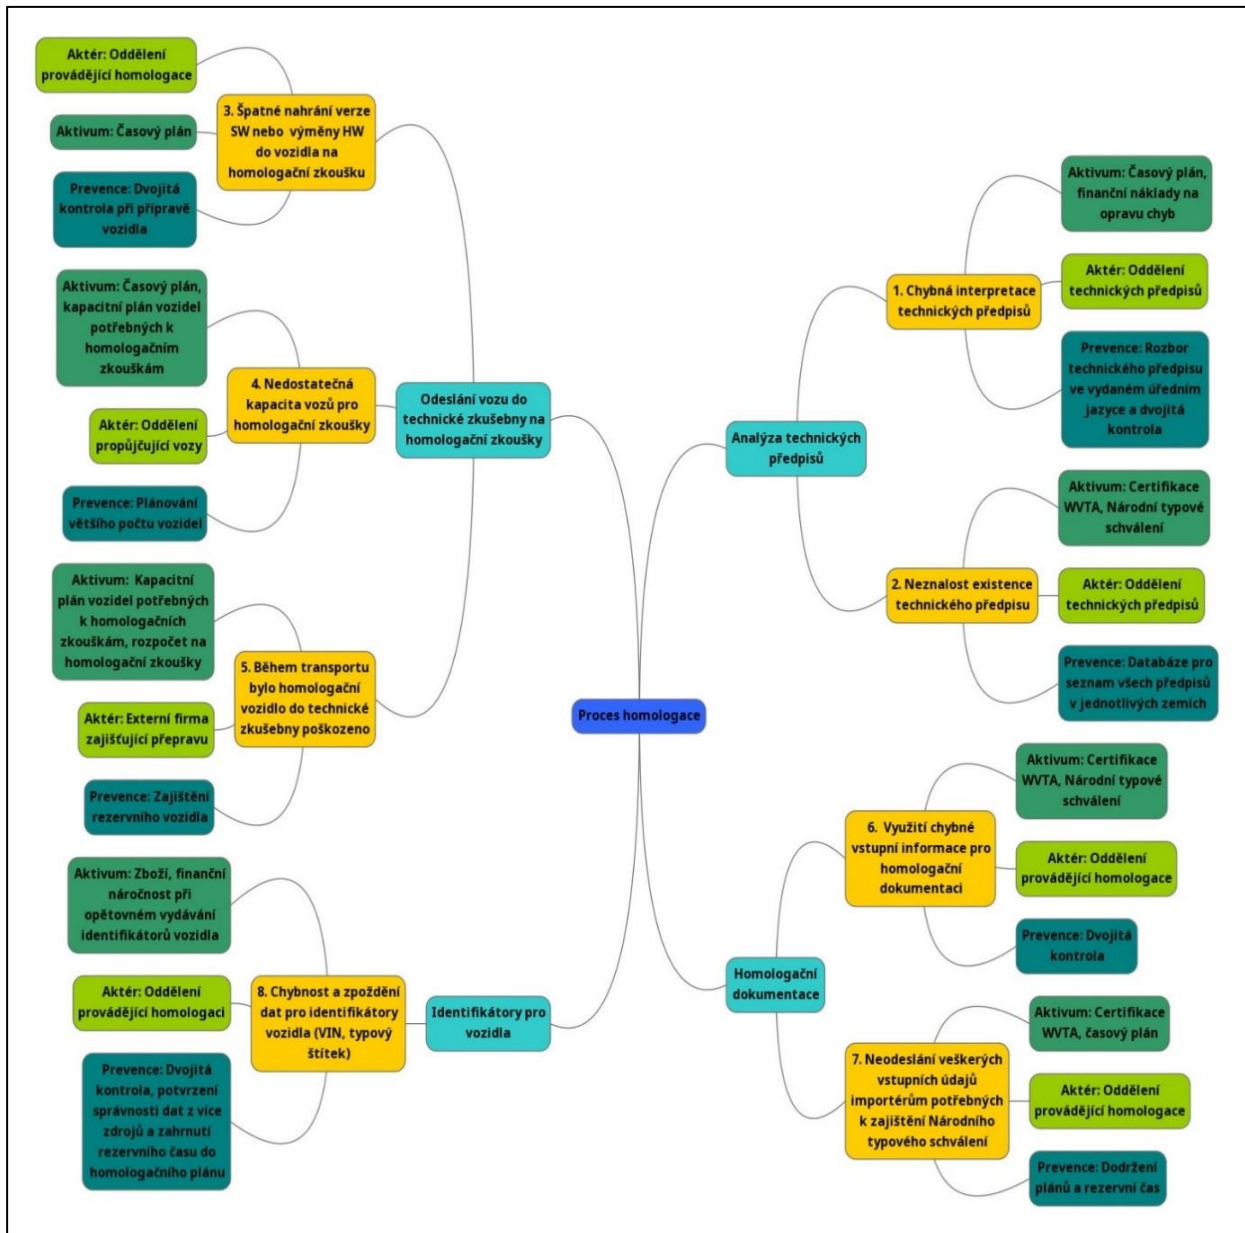 Aktér: Oddělení
provádějící homologace
3. Špatné nahrání verze
SW nebo  výměny HW
do vozidla na
homologační zkoušku
Aktivum: Časový plán
Prevence: Dvojitá
kontrola při přípravě
vozidla
Aktivum: Časový plán,
kapacitní plán vozidel
potřebných k
homologačním
zkouškám
4. Nedostatečná
kapacita vozů pro
homologační zkoušky
Aktér: Oddělení
propůjčující vozy
Prevence: Plánování
většího počtu vozidel
Odeslání vozu do
technické zkušebny na
homologační zkoušky
Aktivum:  Kapacitní
plán vozidel potřebných
k homologačních
zkouškám, rozpočet na
homologační zkoušky
5. Během transportu
bylo homologační
vozidlo do technické
zkušebny poškozeno
Aktér: Externí firma
zajišťující přepravu
Prevence: Zajištění
rezervního vozidla
Aktivum: Zboží, finanční
náročnost při
opětovném vydávání
identifikátorů vozidla
Aktér: Oddělení
provádějící homologaci
8. Chybnost a zpoždění
dat pro identifikátory
vozidla (VIN, typový
štítek)
Identifikátory pro
vozidla
Prevence: Dvojitá
kontrola, potvrzení
správnosti dat z více
zdrojů a zahrnutí
rezervního času do
homologačního plánu
Proces homologace
Analýza technických
předpisů
1. Chybná interpretace
technických předpisů
Aktivum: Časový plán,
finanční náklady na
opravu chyb
Aktér: Oddělení
technických předpisů
Prevence: Rozbor
technického předpisu
ve vydaném úředním
jazyce a dvojitá
kontrola
2. Neznalost existence
technického předpisu
Aktivum: Certifikace
WVTA, Národní typové
schválení
Aktér: Oddělení
technických předpisů
Prevence: Databáze pro
seznam všech předpisů
v jednotlivých zemích
Homologační
dokumentace
6.  Využití chybné
vstupní informace pro
homologační
dokumentaci
Aktivum: Certifikace
WVTA, Národní typové
schválení
Aktér: Oddělení
provádějící homologace
Prevence: Dvojitá
kontrola
7. Neodeslání veškerých
vstupních údajů
importérům potřebných
k zajištění Národního
typového schválení
Aktivum: Certifikace
WVTA, časový plán
Aktér: Oddělení
provádějící homologace
Prevence: Dodržení
plánů a rezervní čas